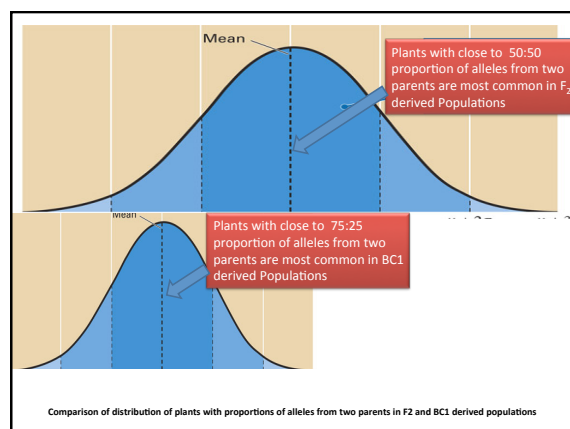 Mean
Plants with close to 50:50
proportion of alleles from two
parents are most common in F2
derived Populations
Mean
Plants with close to 75:25
proportion of alleles from two
parents are most common in BC1
derived Populations
Comparison of distribution of plants with proportions of alleles from two parents in F2 and BC1 derived populations